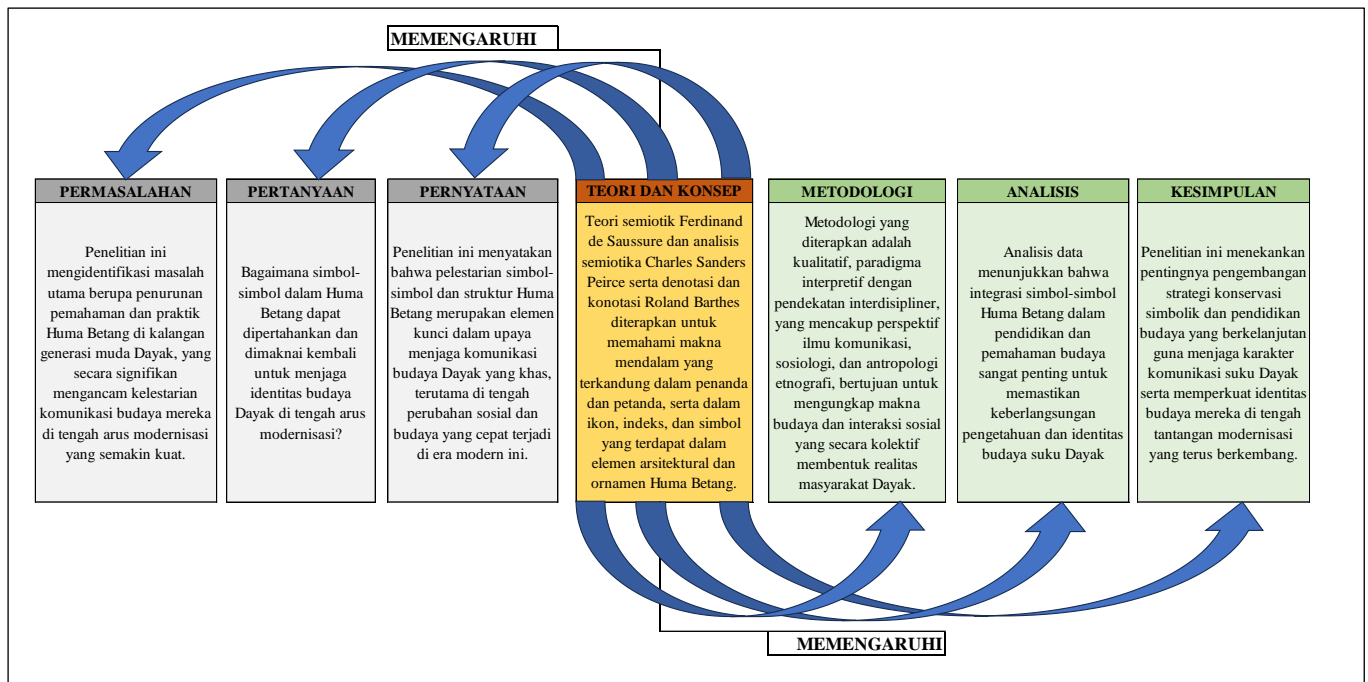 MEMENGARUHI
PERMASALAHAN
Penelitian ini
mengidentifikasi masalah
utama berupa penurunan
pemahaman dan praktik
Huma Betang di kalangan
generasi muda Dayak, yang
secara signifikan
mengancam kelestarian
komunikasi budaya mereka
di tengah arus modernisasi
yang semakin kuat.
PERTANYAAN
Bagaimana simbol-
simbol dalam Huma
Betang dapat
dipertahankan dan
dimaknai kembali
untuk menjaga
identitas budaya
Dayak di tengah arus
modernisasi?
PERNYATAAN
Penelitian ini menyatakan
bahwa pelestarian simbol-
simbol dan struktur Huma
Betang merupakan elemen
kunci dalam upaya
menjaga komunikasi
budaya Dayak yang khas,
terutama di tengah
perubahan sosial dan
budaya yang cepat terjadi
di era modern ini.
TEORI DAN KONSEP
Teori semiotik Ferdinand
de Saussure dan analisis
semiotika Charles Sanders
Peirce serta denotasi dan
konotasi Roland Barthes
diterapkan untuk
memahami makna
mendalam yang
terkandung dalam penanda
dan petanda, serta dalam
ikon, indeks, dan simbol
yang terdapat dalam
elemen arsitektural dan
ornamen Huma Betang.
METODOLOGI
Metodologi yang
diterapkan adalah
kualitatif, paradigma
interpretif dengan
pendekatan interdisipliner,
yang mencakup perspektif
ilmu komunikasi,
sosiologi, dan antropologi
etnografi, bertujuan untuk
mengungkap makna
budaya dan interaksi sosial
yang secara kolektif
membentuk realitas
masyarakat Dayak.
ANALISIS
Analisis data
menunjukkan bahwa
integrasi simbol-simbol
Huma Betang dalam
pendidikan dan
pemahaman budaya
sangat penting untuk
memastikan
keberlangsungan
pengetahuan dan identitas
budaya suku Dayak
KESIMPULAN
Penelitian ini menekankan
pentingnya pengembangan
strategi konservasi
simbolik dan pendidikan
budaya yang berkelanjutan
guna menjaga karakter
komunikasi suku Dayak
serta memperkuat identitas
budaya mereka di tengah
tantangan modernisasi
yang terus berkembang.
MEMENGARUHI